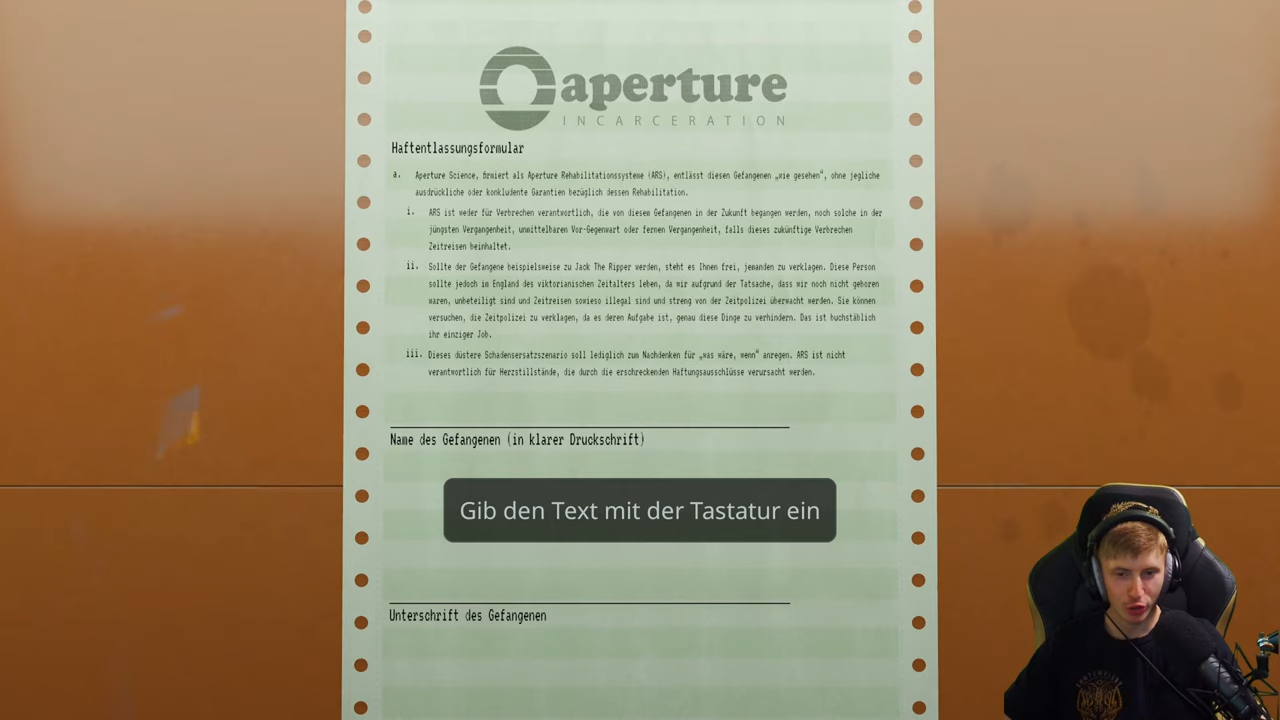 aperture
INCARCERATION
Haftentlassungsformular
a. Aperture Science, firmiert als Aperture Rehabilitationssysteme (ARS), entlässt diesen Gefangenen „wie gesehen“, ohne jegliche
ausdrückliche oder konkludente Garantien bezüglich dessen Rehabilitation.
i. ARS ist weder für Verbrechen verantwortlich, die von diesem Gefangenen in der Zukunft begangen werden, noch solche in der
jüngsten Vergangenheit, unmittelbaren Vor-Gegenwart oder fernen Vergangenheit, falls dieses zukünftige Verbrechen
Zeitreisen beinhaltet.
ii. Sollte der Gefangene beispielsweise zu Jack The Ripper werden, steht es Ihnen frei, jemanden zu verklagen. Diese Person
sollte jedoch im England des viktorianischen Zeitalters leben, da wir aufgrund der Tatsache, dass wir noch nicht geboren
waren, unbeteiligt sind und Zeitreisen sowieso illegal sind und streng von der Zeitpolizei überwacht werden. Sie können
versuchen, die Zeitpolizei zu verklagen, da es deren Aufgabe ist, genau diese Dinge zu verhindern. Das ist buchstäblich
ihr einziger Job.
iii. Dieses düstere Schadensersatzszenario soll lediglich zum Nachdenken für „was wäre, wenn“ anregen. ARS ist nicht
verantwortlich für Herzstillstände, die durch die erschreckenden Haftungsausschlüsse verursacht werden.
Name des Gefangenen (in klarer Druckschrift)
Gib den Text mit der Tastatur ein
Unterschrift des Gefangenen